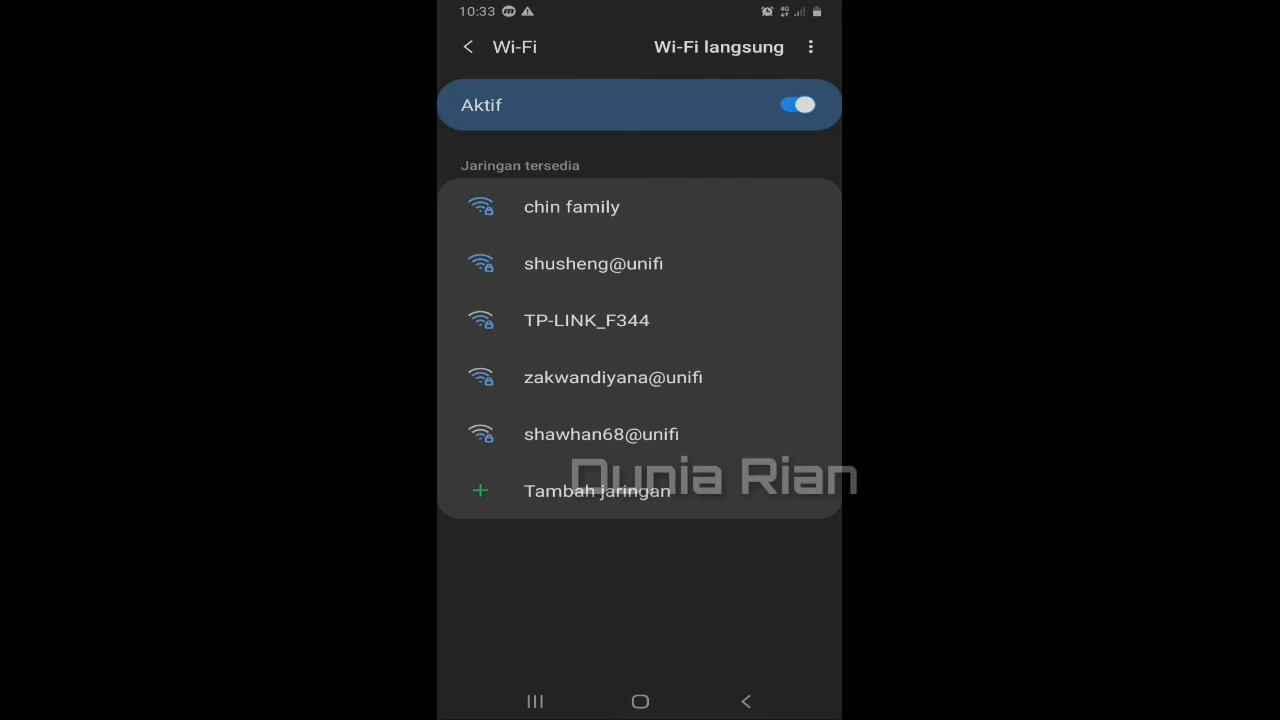 10:33
4G
Wi-Fi
Wi-Fi langsung
Aktif
Jaringan tersedia
chin family
shusheng@unifi
TP-LINK_F344
zakwandiyana@unifi
shawhan68@unifi
Dunia Rian
Tambah jaringan